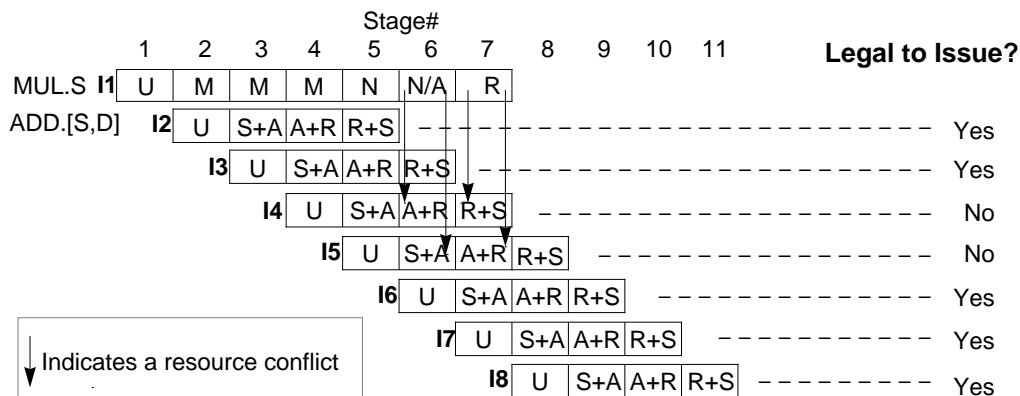 Stage#
1 2 3 4 5 6 7 8 9 10 11 Legal to Issue?
MUL.S I1 U M M M N N/A R
ADD.[S,D] I2 U S+A A+R R+S Yes
I3 U S+A A+R R+S Yes
I4 U S+A A+R R+S No
I5 U S+A A+R R+S No
I6 U S+A A+R R+S Yes
I7 U S+A A+R R+S Yes
Indicates a resource conflict
I8 U S+A A+R R+S Yes